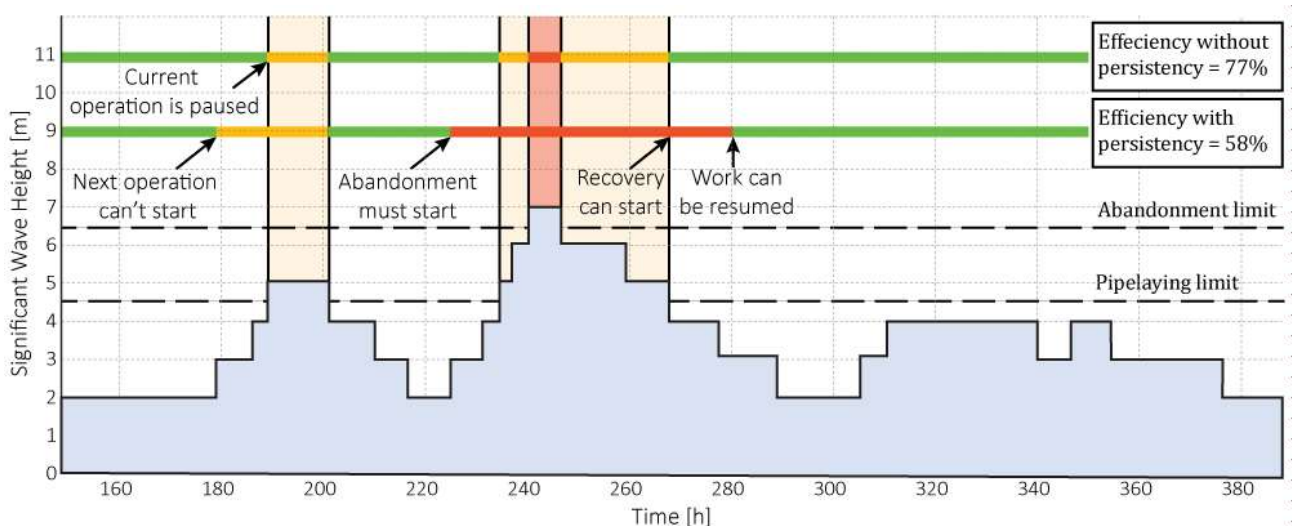 11
10
9
8
7
6
5
4
3
2
1
0
Significant Wave Height [m]
Current
operation is paused
Next operation
can't start
Abandonment
must start
Recovery
can start
Work can
be resumed
Effeciency without
persistency = 77%
Efficiency with
persistency = 58%
Abandonment limit
Pipelaying limit
160 180 200 220 240 260 280 300 320 340 360 380
Time [h]